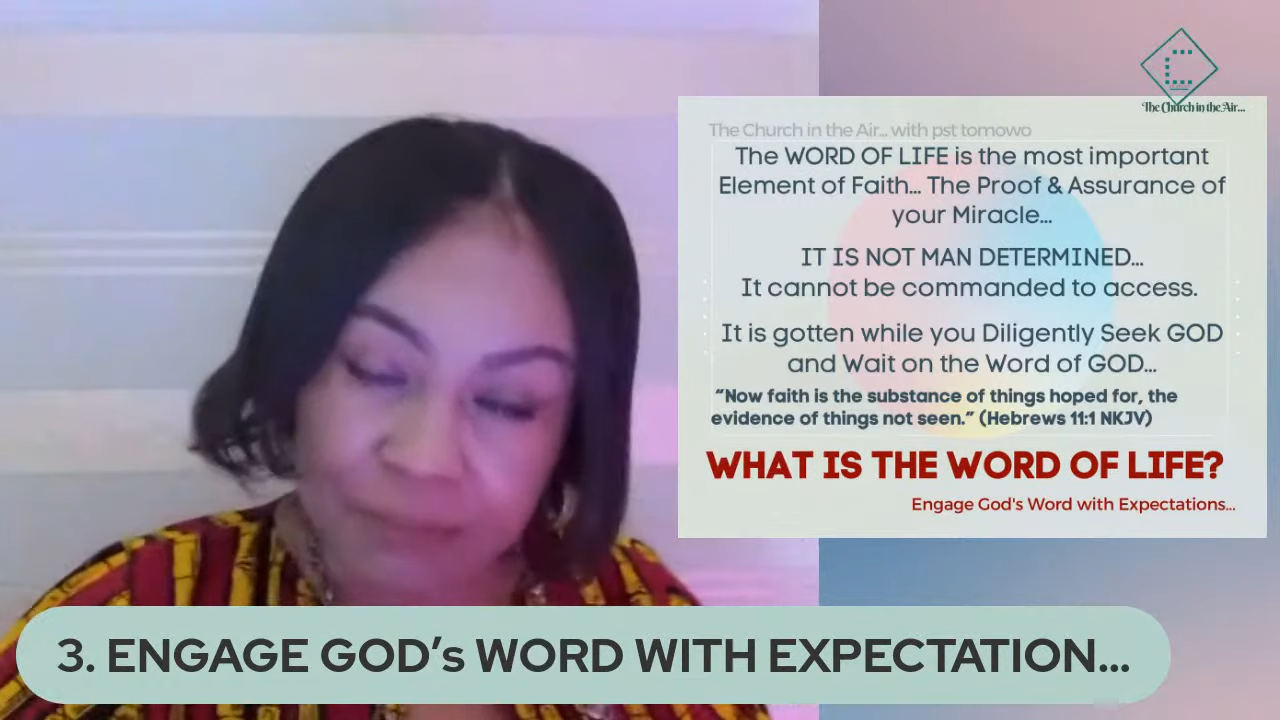 The Church in the Air...
The Church in the Air... with pst tomowo
The WORD OF LIFE is the most important
Element of Faith... The Proof & Assurance of
your Miracle...
IT IS NOT MAN DETERMINED...
It cannot be commanded to access.
It is gotten while you Diligently Seek GOD
and Wait on the Word of GOD...
“Now faith is the substance of things hoped for, the
evidence of things not seen.” (Hebrews 11:1 NKJV)
WHAT IS THE WORD OF LIFE?
Engage God's Word with Expectations...
3. ENGAGE GOD’s WORD WITH EXPECTATION...